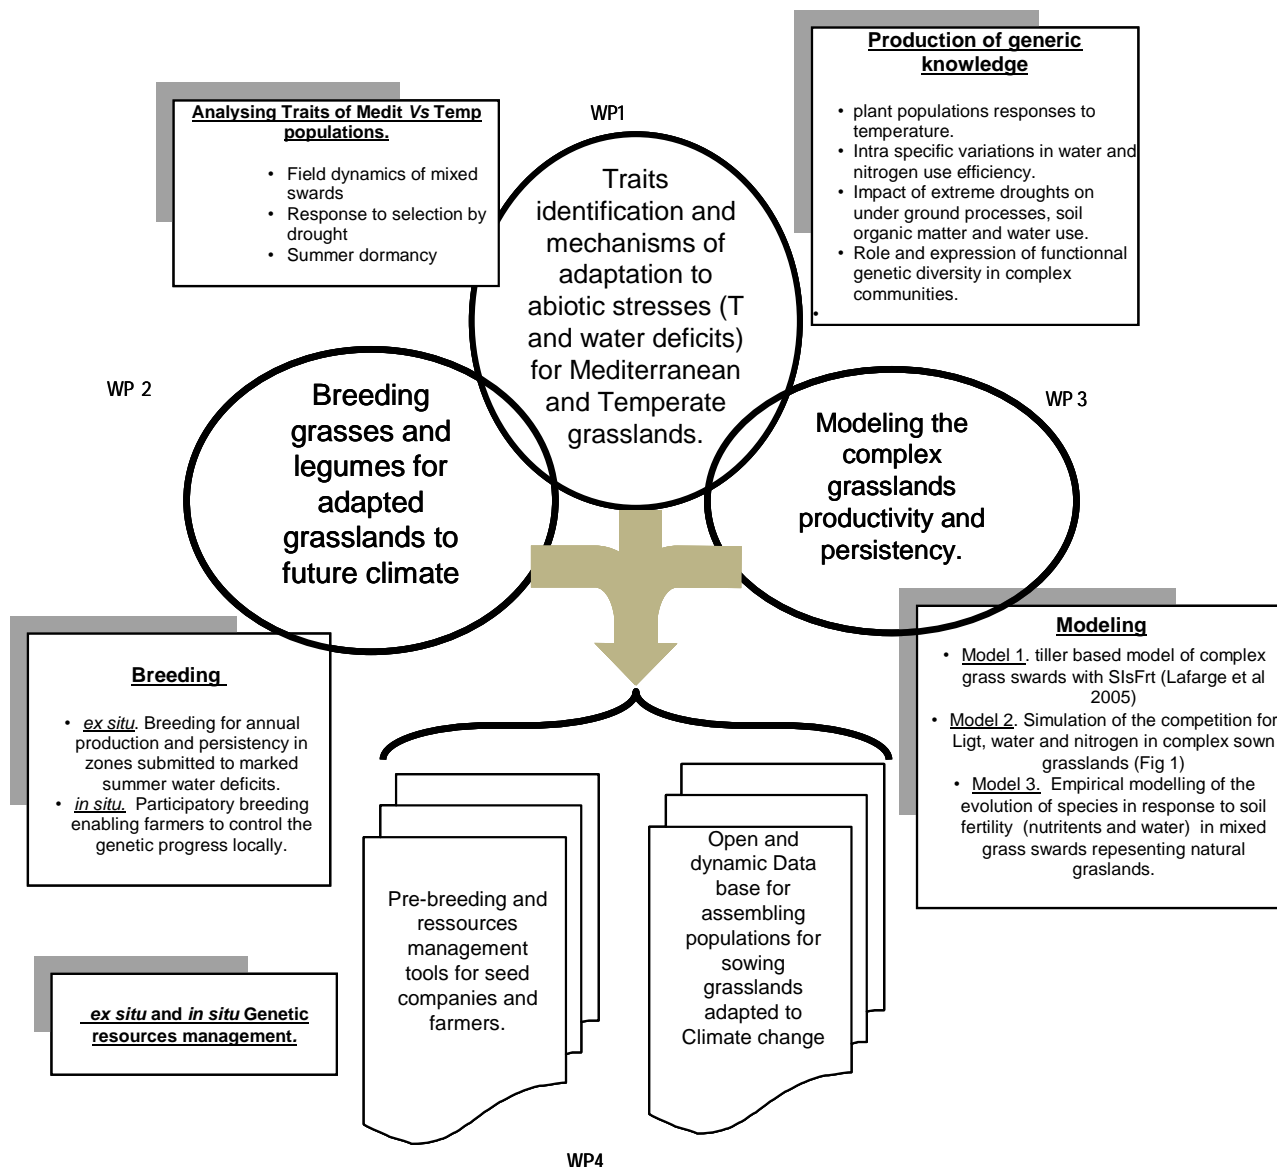 Production of generic
knowledge
• plant populations responses to
temperature.
• Intra specific variations in water and
nitrogen use efficiency.
• Impact of extreme droughts on
under ground processes, soil
organic matter and water use.
• Role and expression of functionnal
genetic diversity in complex
communities.
•
Analysing Traits of Medit Vs Temp
populations.
• Field dynamics of mixed
swards
• Response to selection by
drought
• Summer dormancy
WP1
Traits
identification and
mechanisms of
adaptation to
abiotic stresses (T
and water deficits)
for Mediterranean
and Temperate
grasslands.
WP 2
Breeding
grasses and
legumes for
adapted
grasslands to
future climate
WP 3
Modeling the
complex
grasslands
productivity and
persistency.
Breeding
• ex situ. Breeding for annual
production and persistency in
zones submitted to marked
summer water deficits.
• in situ. Participatory breeding
enabling farmers to control the
genetic progress locally.
Modeling
• Model 1. tiller based model of complex
grass swards with SIsFrt (Lafarge et al
2005)
• Model 2. Simulation of the competition for
Ligt, water and nitrogen in complex sown
grasslands (Fig 1)
• Model 3. Empirical modelling of the
evolution of species in response to soil
fertility (nutritents and water) in mixed
grass swards repesenting natural
graslands.
Pre-breeding and
ressources
management
tools for seed
companies and
farmers.
Open and
dynamic Data
base for
assembling
populations for
sowing
grasslands
adapted to
Climate change
ex situ and in situ Genetic
resources management.
WP4